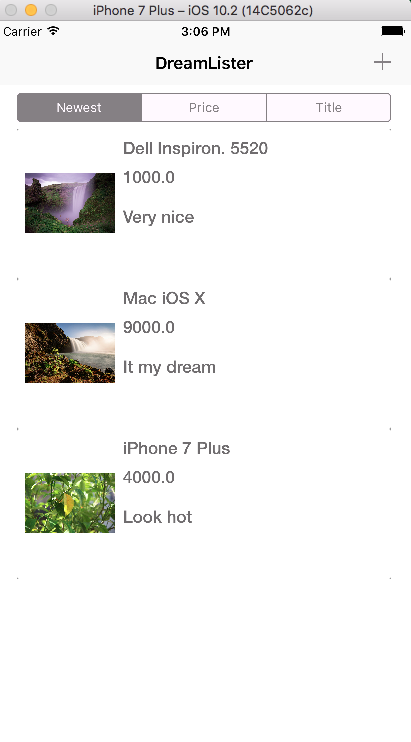 iPhone 7 Plus – iOS 10.2 (14C5062c)
Carrier 3:06 PM
DreamLister
Newest Price Title
Dell Inspiron. 5520
1000.0
Very nice
Mac iOS X
9000.0
It my dream
iPhone 7 Plus
4000.0
Look hot